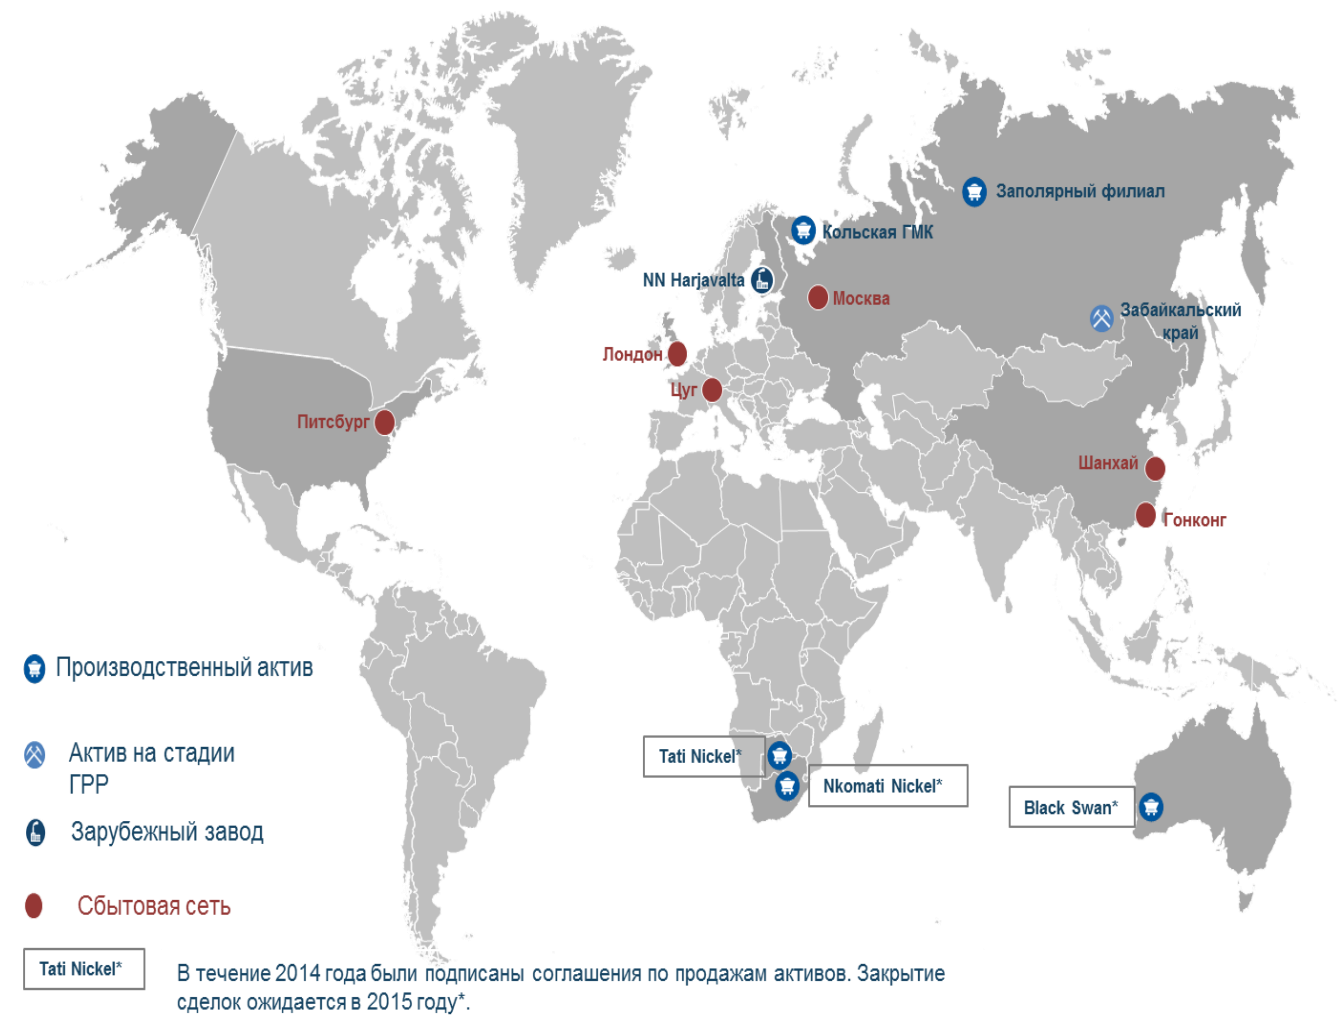 Заполярный филиал
Кольская ГМК
NN Harjavalta
Москва
Забайкальский
край
Лондон
Цуг
Питсбург
Шанхай
Гонконг
Производственный актив
Актив на стадии
ГРР
Зарубежный завод
Сбытовая сеть
Tati Nickel*
Nkomati Nickel*
Black Swan*
Tati Nickel*
В течение 2014 года были подписаны соглашения по продажам активов. Закрытие
сделок ожидается в 2015 году*.